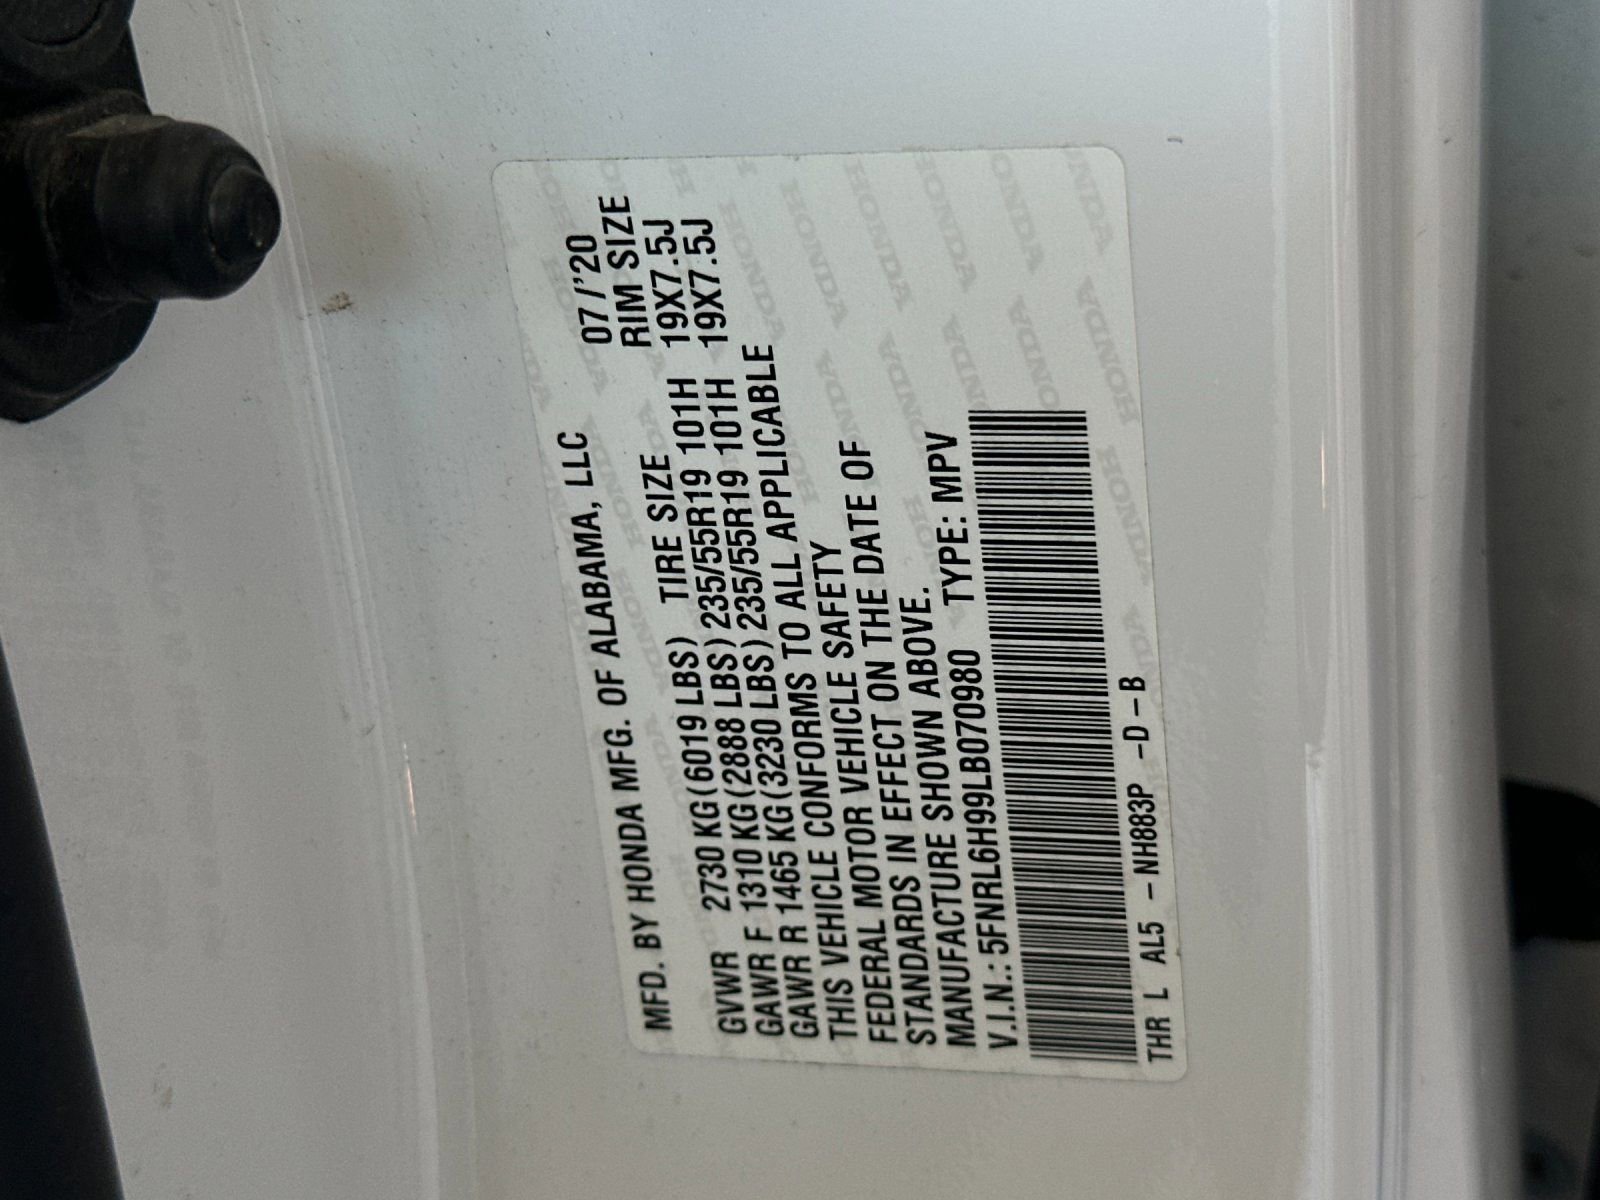 MFD. BY HONDA MFG. OF ALABAMA, LLC 07/'20
TIRE SIZE RIM SIZE
GVWR 2730 KG(6019 LBS)
GAWR F 1310 KG(2888 LBS) 235/55R19 101H 19X7.5J
GAWR R 1465 KG(3230 LBS) 235/55R19 101H 19X7.5J
THIS VEHICLE CONFORMS TO ALL APPLICABLE
FEDERAL MOTOR VEHICLE SAFETY
STANDARDS IN EFFECT ON THE DATE OF
MANUFACTURE SHOWN ABOVE.
V.I.N.: 5FNRL6H99LB070980 TYPE: MPV
THR L AL5 - NH883P -D-B